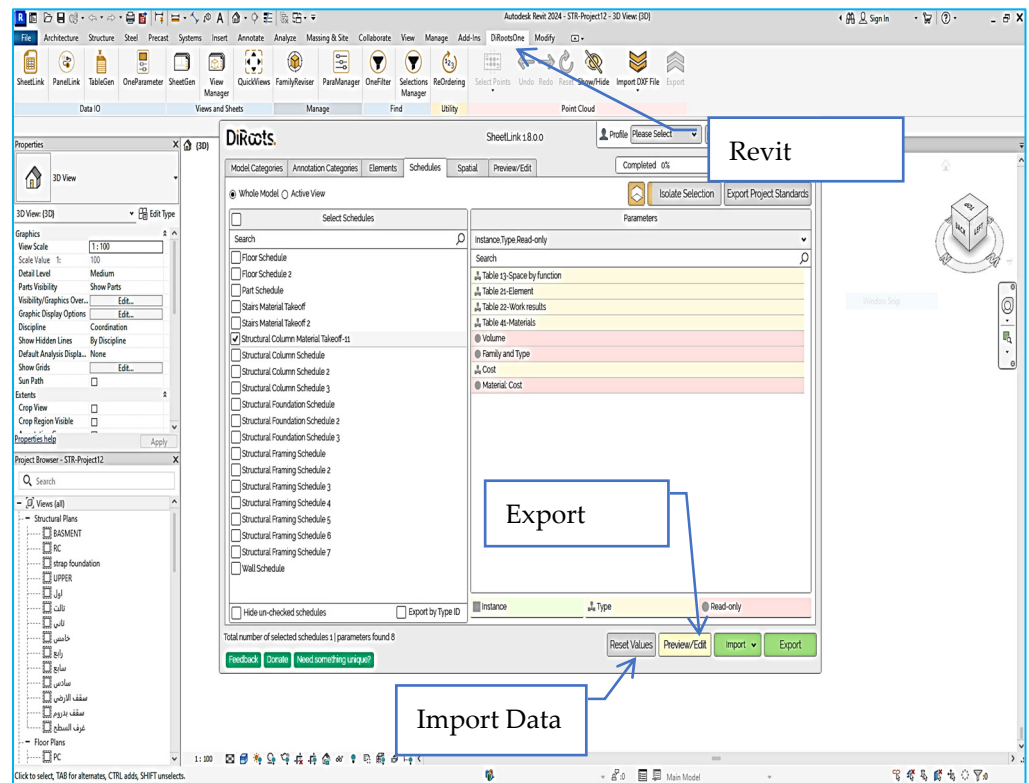 Autodesk Revit 2024 - STR-Project12 - 3D View: {3D}
Sign In
File Architecture Structure Steel Precast Systems Insert Annotate Analyze Massing & Site Collaborate View Manage Add-Ins DiRootsOne Modify
SheetLink PanelLink TableGen OneParameter SheetGen View Manager QuickViews FamilyReviser ParaManager OneFilter Selections Manager ReOrdering Select Points Undo Redo Reset Show/Hide Import DXF File Export
Data IO Views and Sheets Manage Find Utility Point Cloud
Properties X
3D View
3D View: {3D} Edit Type
Graphics
View Scale 1 : 100
Scale Value 1: 100
Detail Level Medium
Parts Visibility Show Parts
Visibility/Graphics Over... Edit...
Graphic Display Options Edit...
Discipline Coordination
Show Hidden Lines By Discipline
Default Analysis Displa... None
Show Grids Edit...
Sun Path
Extents
Crop View
Crop Region Visible
Properties help Apply
Project Browser - STR-Project12 X
Search
Views (all)
Structural Plans
BASMENT
RC
strap foundation
UPPER
اول
ثالث
ثاني
خامس
رابع
سابع
سادس
سقف الارضي
سقف بدروم
غرف السطح
Floor Plans
PC
{3D}
DiRoots.
SheetLink 1.8.0.0
Profile Please Select
Model Categories Annotation Categories Elements Schedules Spatial Preview/Edit
Completed 0%
Whole Model Active View
Isolate Selection Export Project Standards
Select Schedules
Search
Floor Schedule
Floor Schedule 2
Part Schedule
Stairs Material Takeoff
Stairs Material Takeoff 2
Structural Column Material Takeoff-11
Structural Column Schedule
Structural Column Schedule 2
Structural Column Schedule 3
Structural Foundation Schedule
Structural Foundation Schedule 2
Structural Foundation Schedule 3
Structural Framing Schedule
Structural Framing Schedule 2
Structural Framing Schedule 3
Structural Framing Schedule 4
Structural Framing Schedule 5
Structural Framing Schedule 6
Structural Framing Schedule 7
Wall Schedule
Hide un-checked schedules Export by Type ID
Parameters
Instance,Type,Read-only
Search
Table 13-Space by function
Table 21-Element
Table 22-Work results
Table 41-Materials
Volume
Family and Type
Cost
Material: Cost
Instance Type Read-only
Total number of selected schedules 1 | parameters found 8
Reset Values Preview/Edit Import Export
Feedback Donate Need something unique?
Revit
Export
Import Data
TOP
BACK LEFT
1 : 100
Click to select, TAB for alternates, CTRL adds, SHIFT unselects.
:0 Main Model